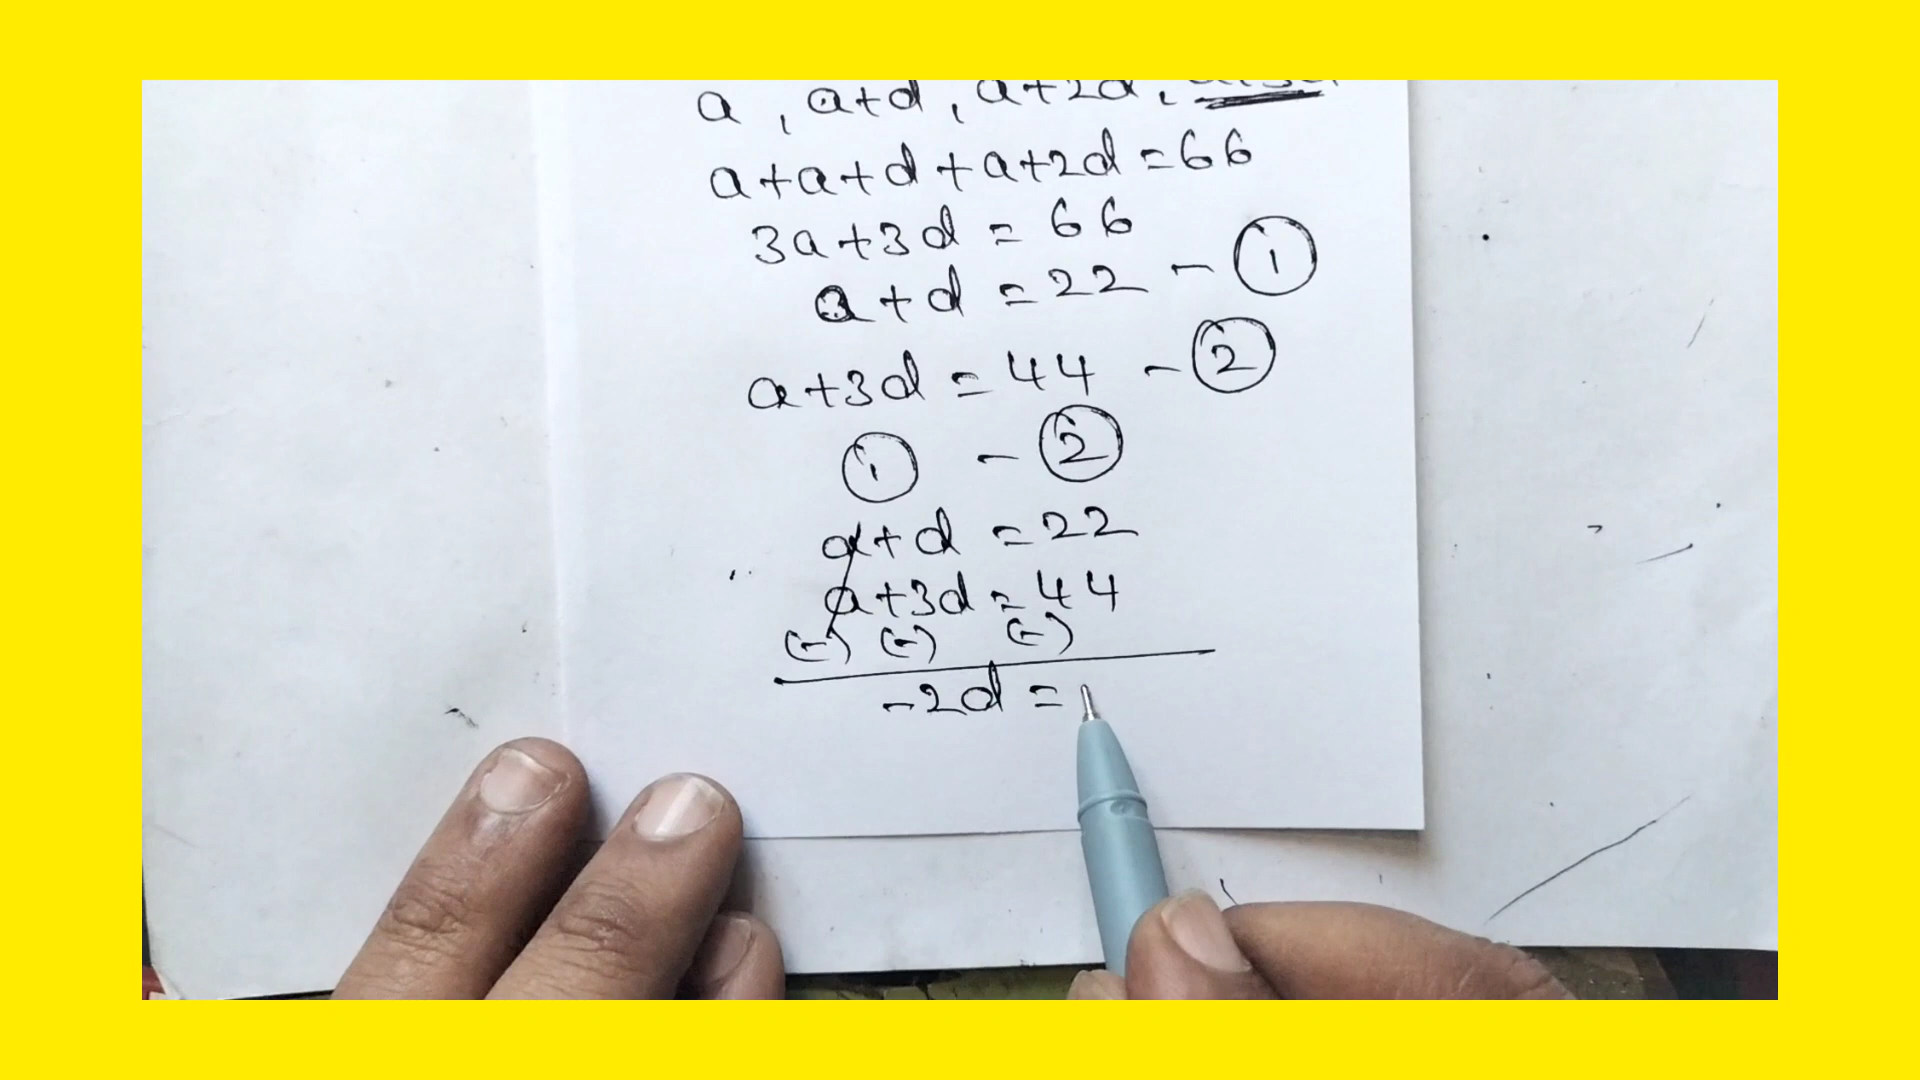 a , a+d , a+2d ,
a+a+d+a+2d = 66
3a+3d = 66
a+d = 22 - ①
a+3d = 44 - ②
① - ②
a+d = 22
a+3d = 44
(-) (-) (-)
-2d =